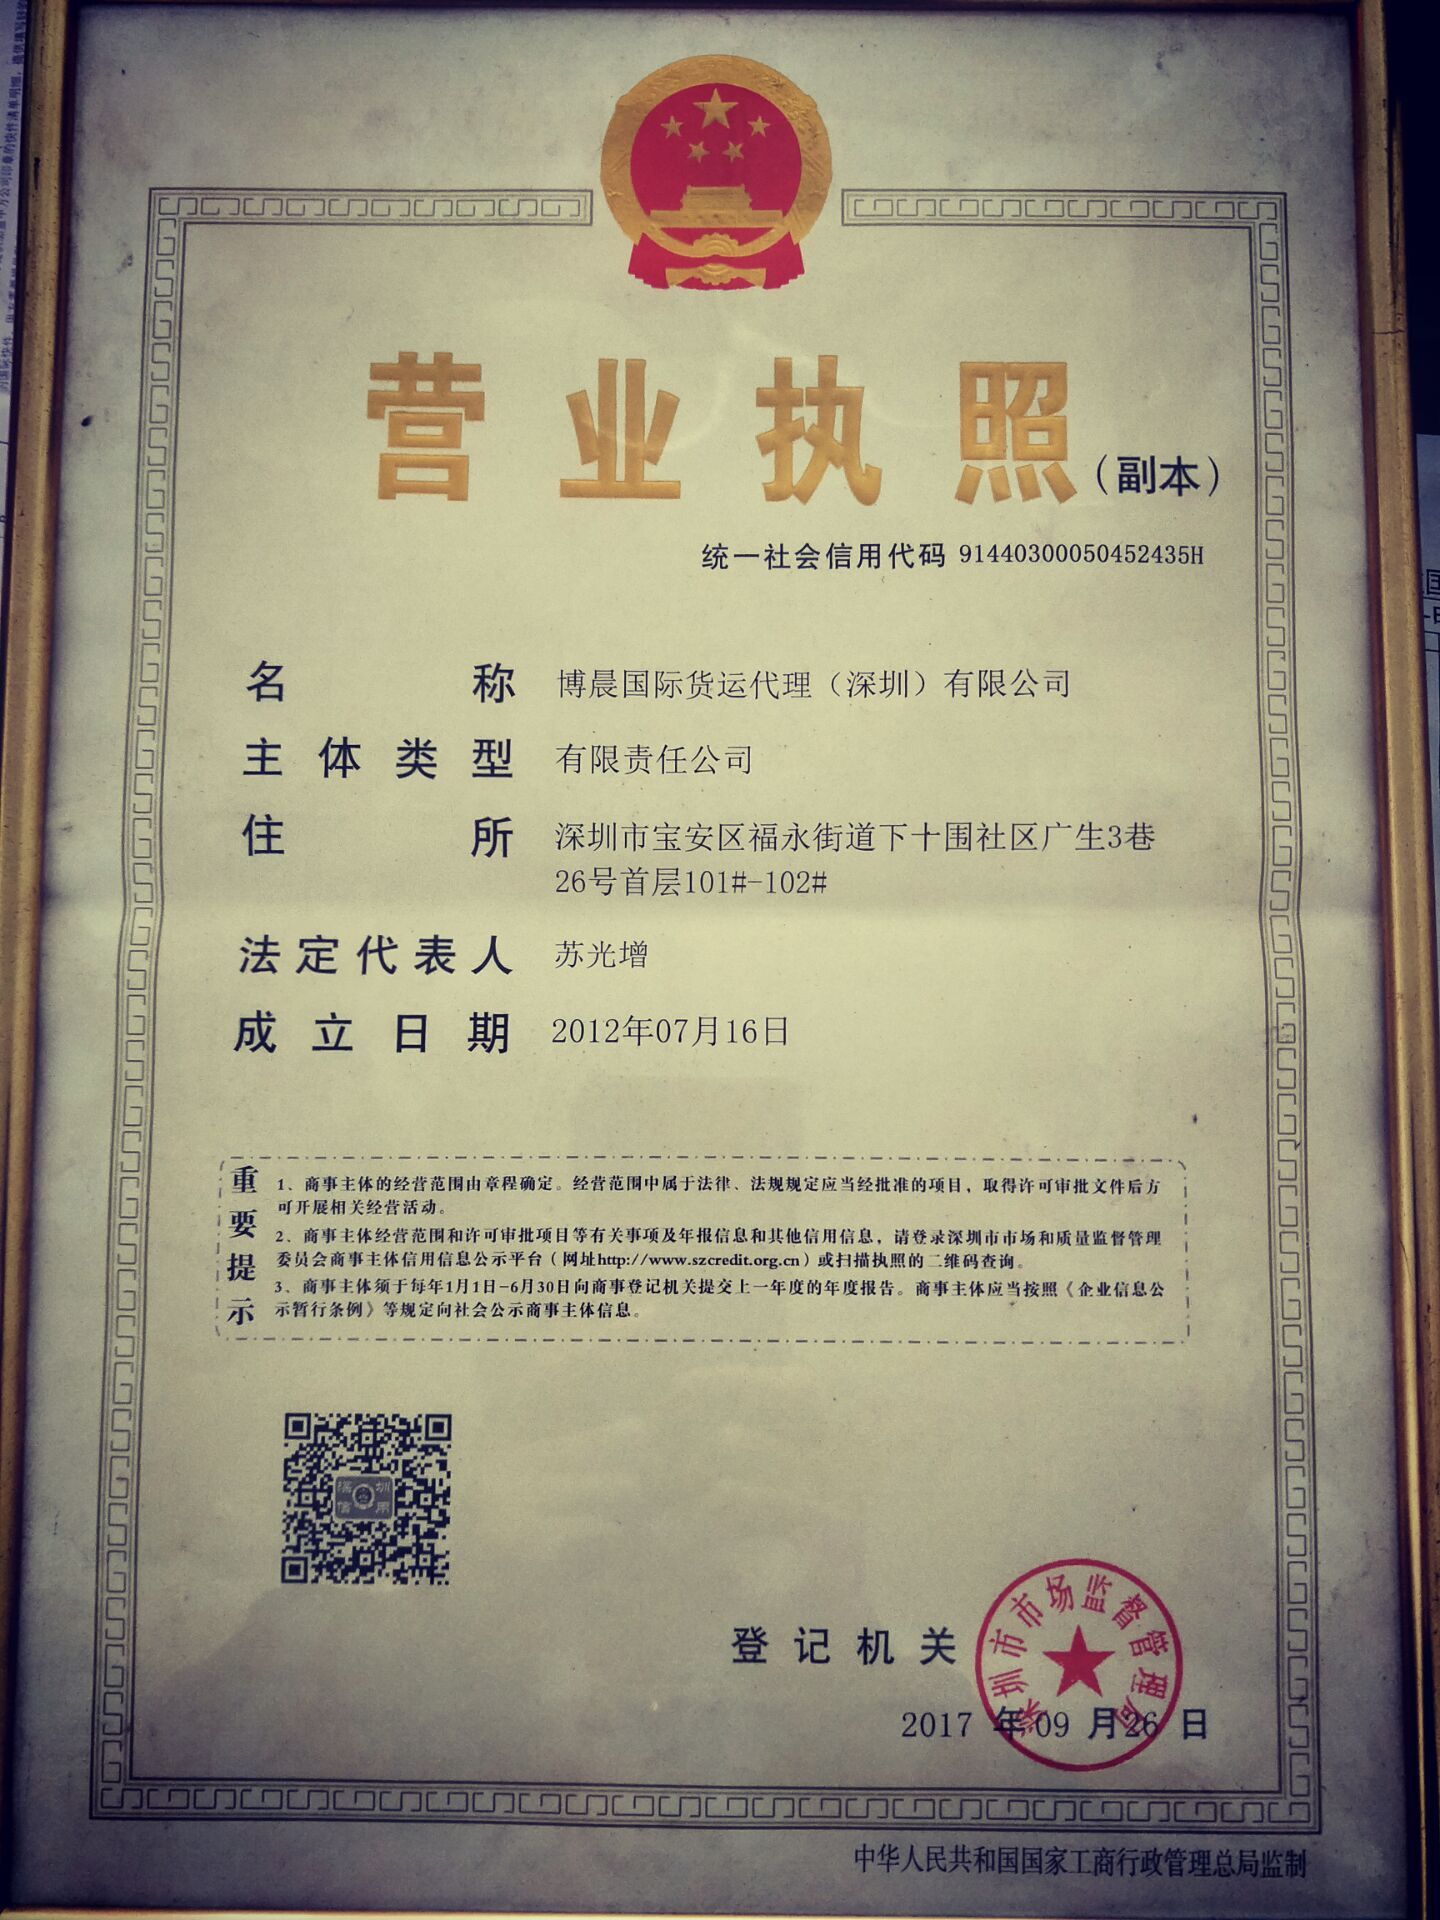 营业执照（副本）
统一社会信用代码 91440300050452435H
名称 博晨国际货运代理（深圳）有限公司
主体类型 有限责任公司
住所 深圳市宝安区福永街道下十围社区广生3巷
26号首层101#-102#
法定代表人 苏光增
成立日期 2012年07月16日
重要提示
1、商事主体的经营范围由章程确定。经营范围中属于法律、法规规定应当经批准的项目，取得许可审批文件后方
可开展相关经营活动。
2、商事主体经营范围和许可审批项目等有关事项及年报信息和其他信用信息，请登录深圳市市场和质量监督管理
委员会商事主体信用信息公示平台（网址http://www.szcredit.org.cn）或扫描执照的二维码查询。
3、商事主体须于每年1月1日-6月30日向商事登记机关提交上一年度的年度报告。商事主体应当按照《企业信息公
示暂行条例》等规定向社会公示商事主体信息。
深圳信用
登记机关
深圳市市场监督管理局
2017 年 09 月 26 日
中华人民共和国国家工商行政管理总局监制